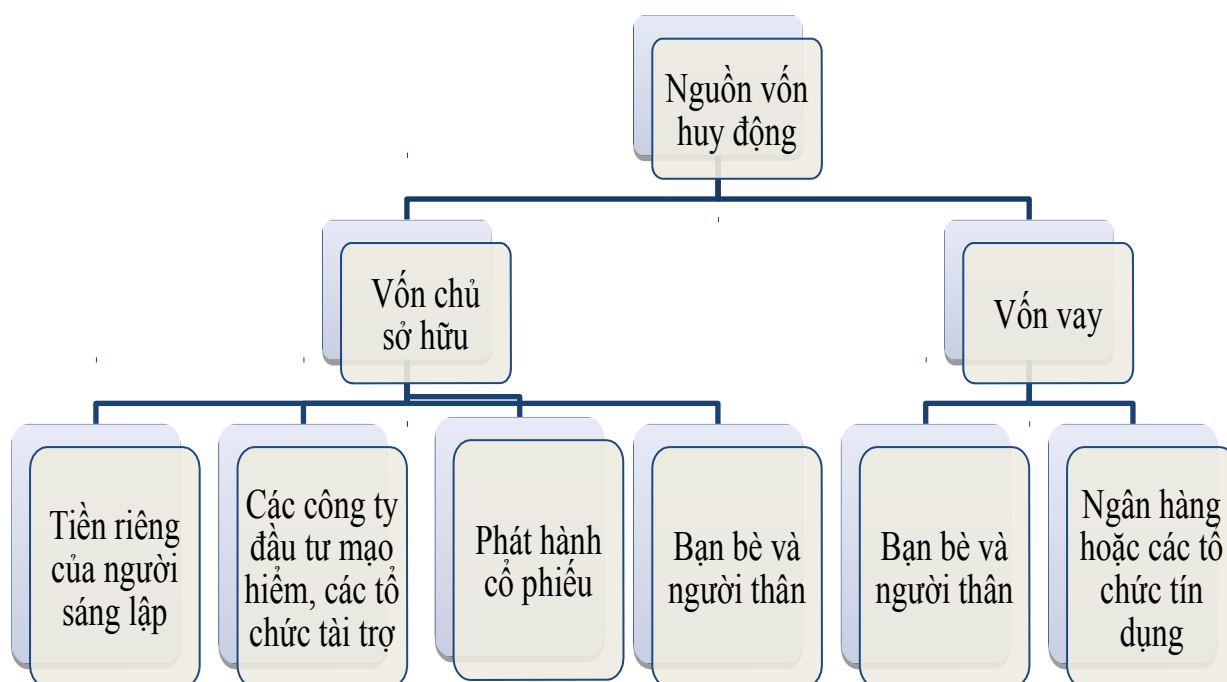 Nguồn vốn
huy động
Vốn chủ
sở hữu
Vốn vay
Tiền riêng
của người
sáng lập
Các công ty
đầu tư mạo
hiểm, các tổ
chức tài trợ
Phát hành
cổ phiếu
Bạn bè và
người thân
Bạn bè và
người thân
Ngân hàng
hoặc các tổ
chức tín
dụng